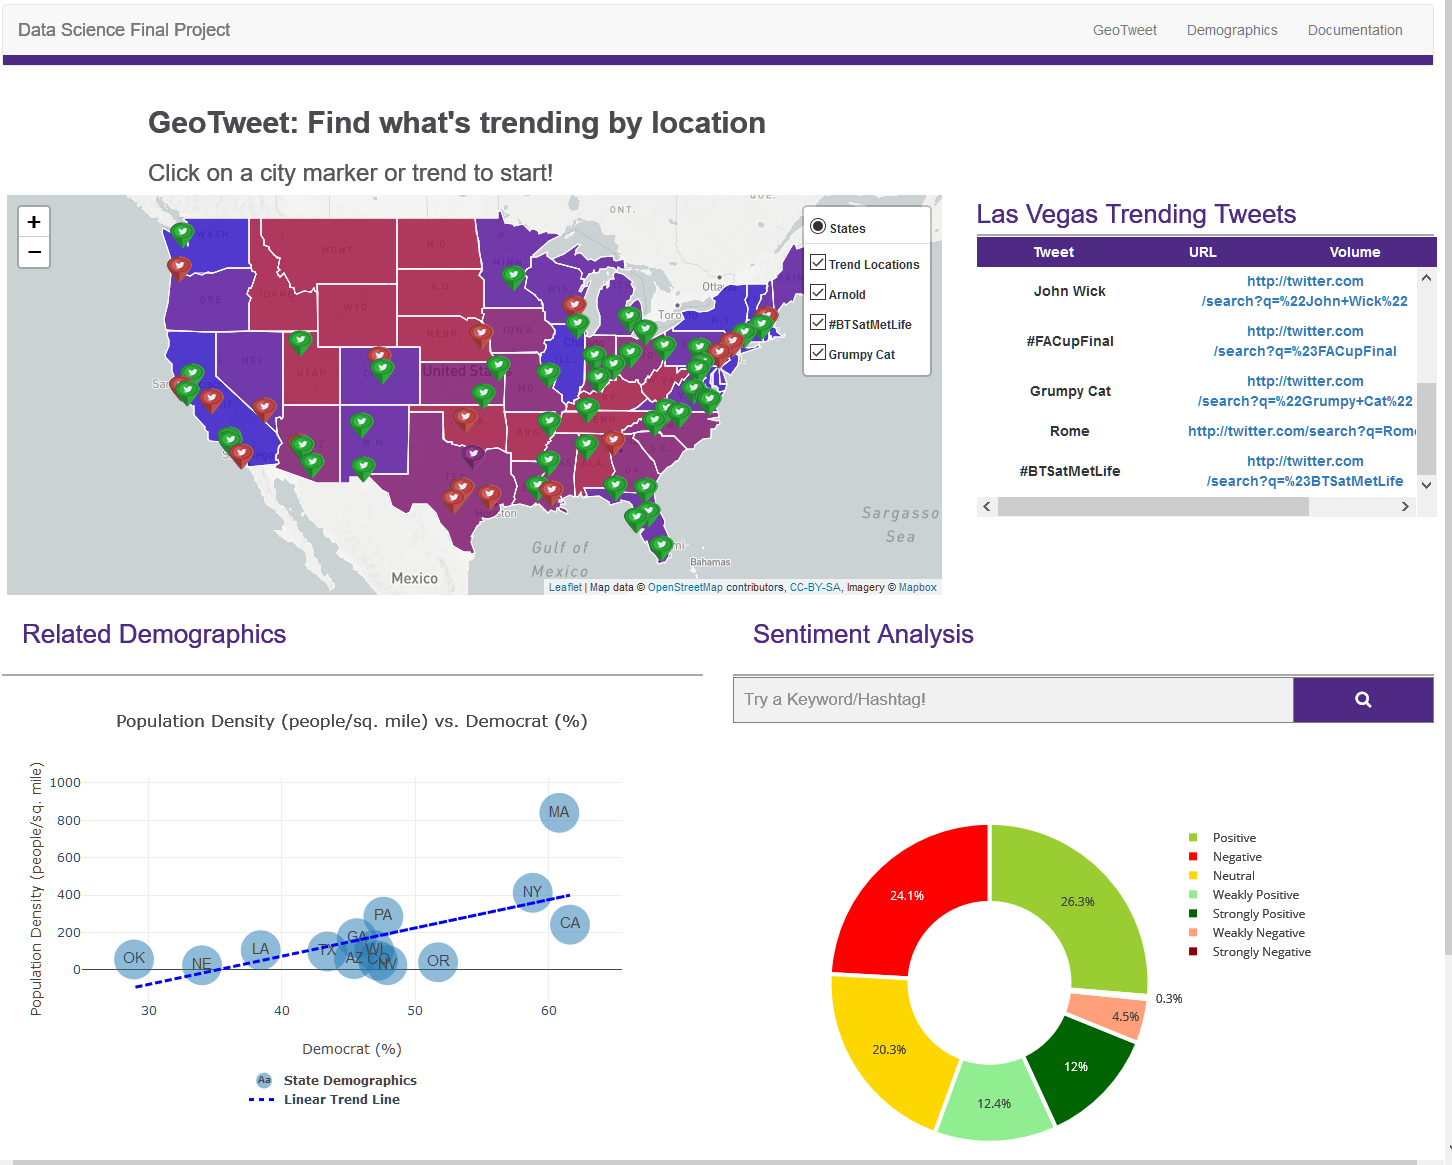 Data Science Final Project
GeoTweet
Demographics
Documentation
GeoTweet: Find what's trending by location
Click on a city marker or trend to start!
+
−
States
Trend Locations
Arnold
#BTSatMetLife
Grumpy Cat
ONT.
QUE.
WASH.
MONT
N.D.
MINN.
ORE
IDAHO
S.D.
WIS.
WYO
NEBR
IOWA
NEV
UTAH
United States
MO.
ILL
N.M
ARK
TENN.
ALA.
GA.
S.C.
N.Y.
Toronto
Houston
Gulf of
Mexico
Mexico
Sargasso
Sea
Bahamas
Leaflet | Map data © OpenStreetMap contributors, CC-BY-SA, Imagery © Mapbox
Las Vegas Trending Tweets
Tweet URL Volume
John Wick
http://twitter.com
/search?q=%22John+Wick%22
#FACupFinal
http://twitter.com
/search?q=%23FACupFinal
Grumpy Cat
http://twitter.com
/search?q=%22Grumpy+Cat%22
Rome
http://twitter.com/search?q=Rome
#BTSatMetLife
http://twitter.com
/search?q=%23BTSatMetLife
Related Demographics
Population Density (people/sq. mile) vs. Democrat (%)
Population Density (people/sq. mile)
1000
800
600
400
200
0
MA
NY
CA
PA
GA
WI
TX
LA
AZ
CO
NV
OR
OK
NE
30
40
50
60
Democrat (%)
Aa State Demographics
Linear Trend Line
Sentiment Analysis
Try a Keyword/Hashtag!
24.1%
26.3%
0.3%
4.5%
12%
12.4%
20.3%
Positive
Negative
Neutral
Weakly Positive
Strongly Positive
Weakly Negative
Strongly Negative